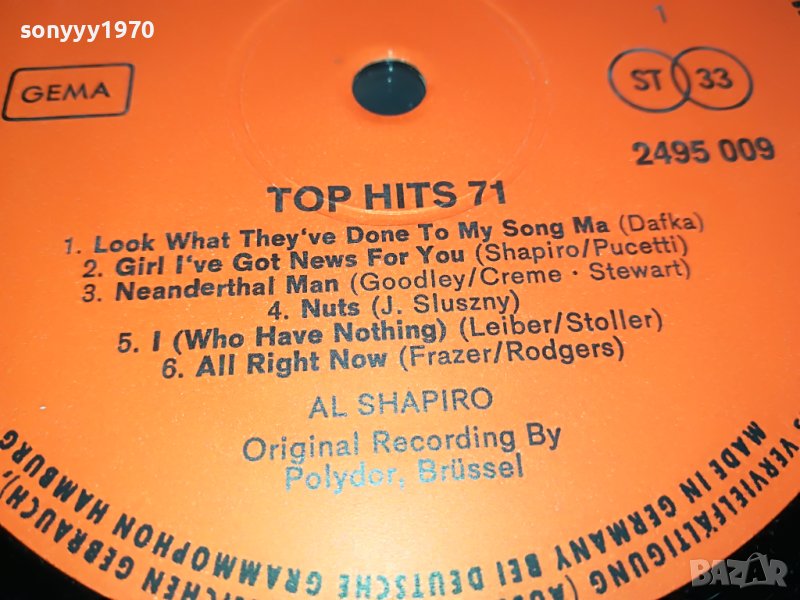 sonyyy1970
1
GEMA
ST 33
2495 009
TOP HITS 71
1. Look What They've Done To My Song Ma (Dafka)
2. Girl I've Got News For You (Shapiro/Pucetti)
3. Neanderthal Man (Goodley/Creme · Stewart)
4. Nuts (J. Sluszny)
5. I (Who Have Nothing) (Leiber/Stoller)
6. All Right Now (Frazer/Rodgers)
AL SHAPIRO
Original Recording By
Polydor, Brüssel
GEBRAUCH),
VERVIELFÄLTIGUNG
MADE IN GERMANY BEI DEUTSCHE GRAMMOPHON HAMBURG
BAZAR